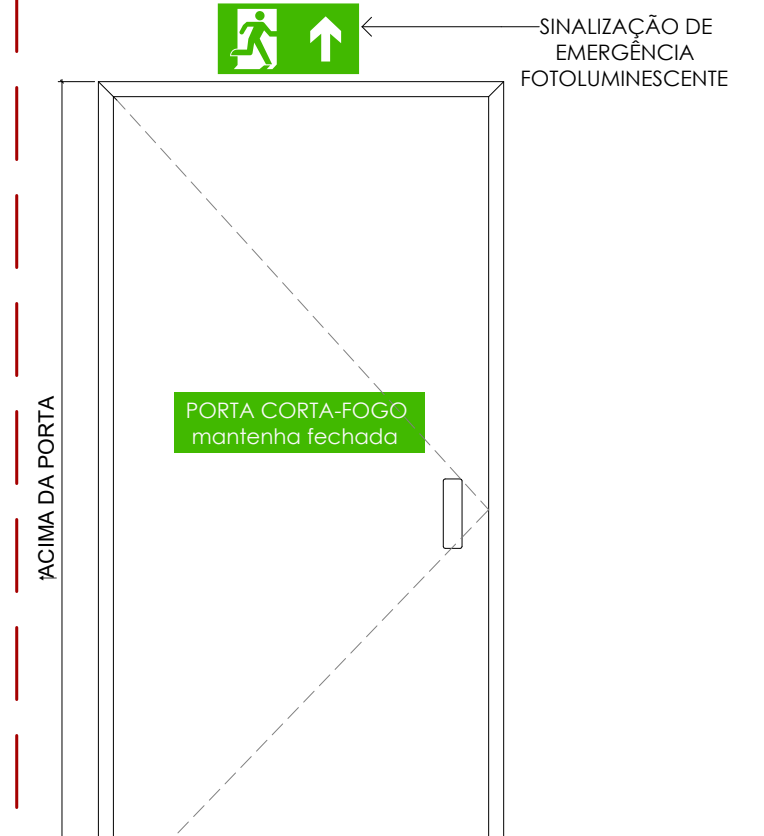 SINALIZAÇÃO DE
EMERGÊNCIA
FOTOLUMINESCENTE
PORTA CORTA-FOGO
mantenha fechada
ACIMA DA PORTA